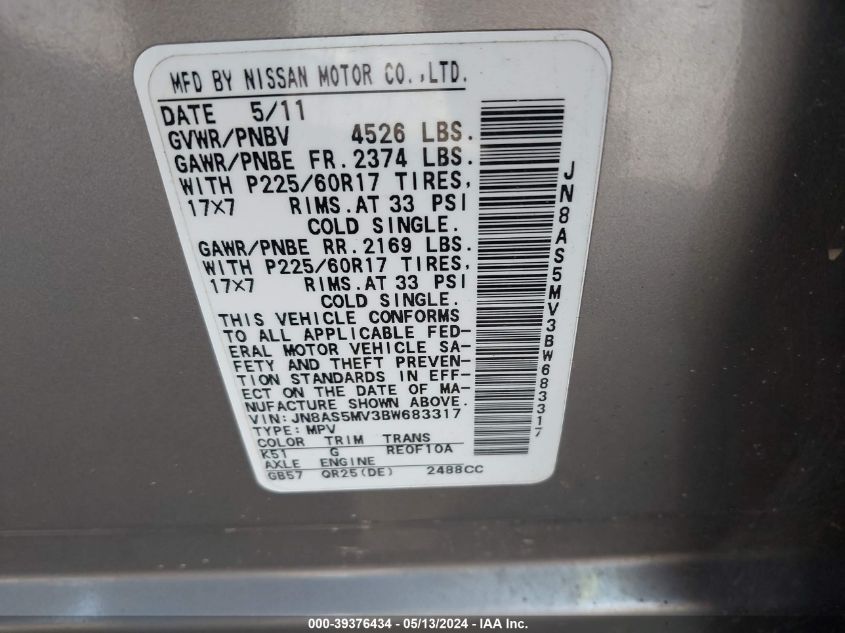 MFD BY NISSAN MOTOR CO.,LTD.
DATE 5/11
GVWR/PNBV 4526 LBS.
GAWR/PNBE FR.2374 LBS.
WITH P225/60R17 TIRES,
17×7 RIMS.AT 33 PSI
COLD SINGLE.
GAWR/PNBE RR.2169 LBS.
WITH P225/60R17 TIRES,
17×7 RIMS.AT 33 PSI
COLD SINGLE.
THIS VEHICLE CONFORMS
TO ALL APPLICABLE FED-
ERAL MOTOR VEHICLE SA-
FETY AND THEFT PREVEN-
TION STANDARDS IN EFF-
ECT ON THE DATE OF MA-
NUFACTURE SHOWN ABOVE.
VIN: JN8AS5MV3BW683317
TYPE: MPV
COLOR TRIM TRANS
K51 G RE0F10A
AXLE ENGINE
GB57 QR25(DE) 2488CC
JN8AS5MV3BW683317
000-39376434 - 05/13/2024 - IAA Inc.